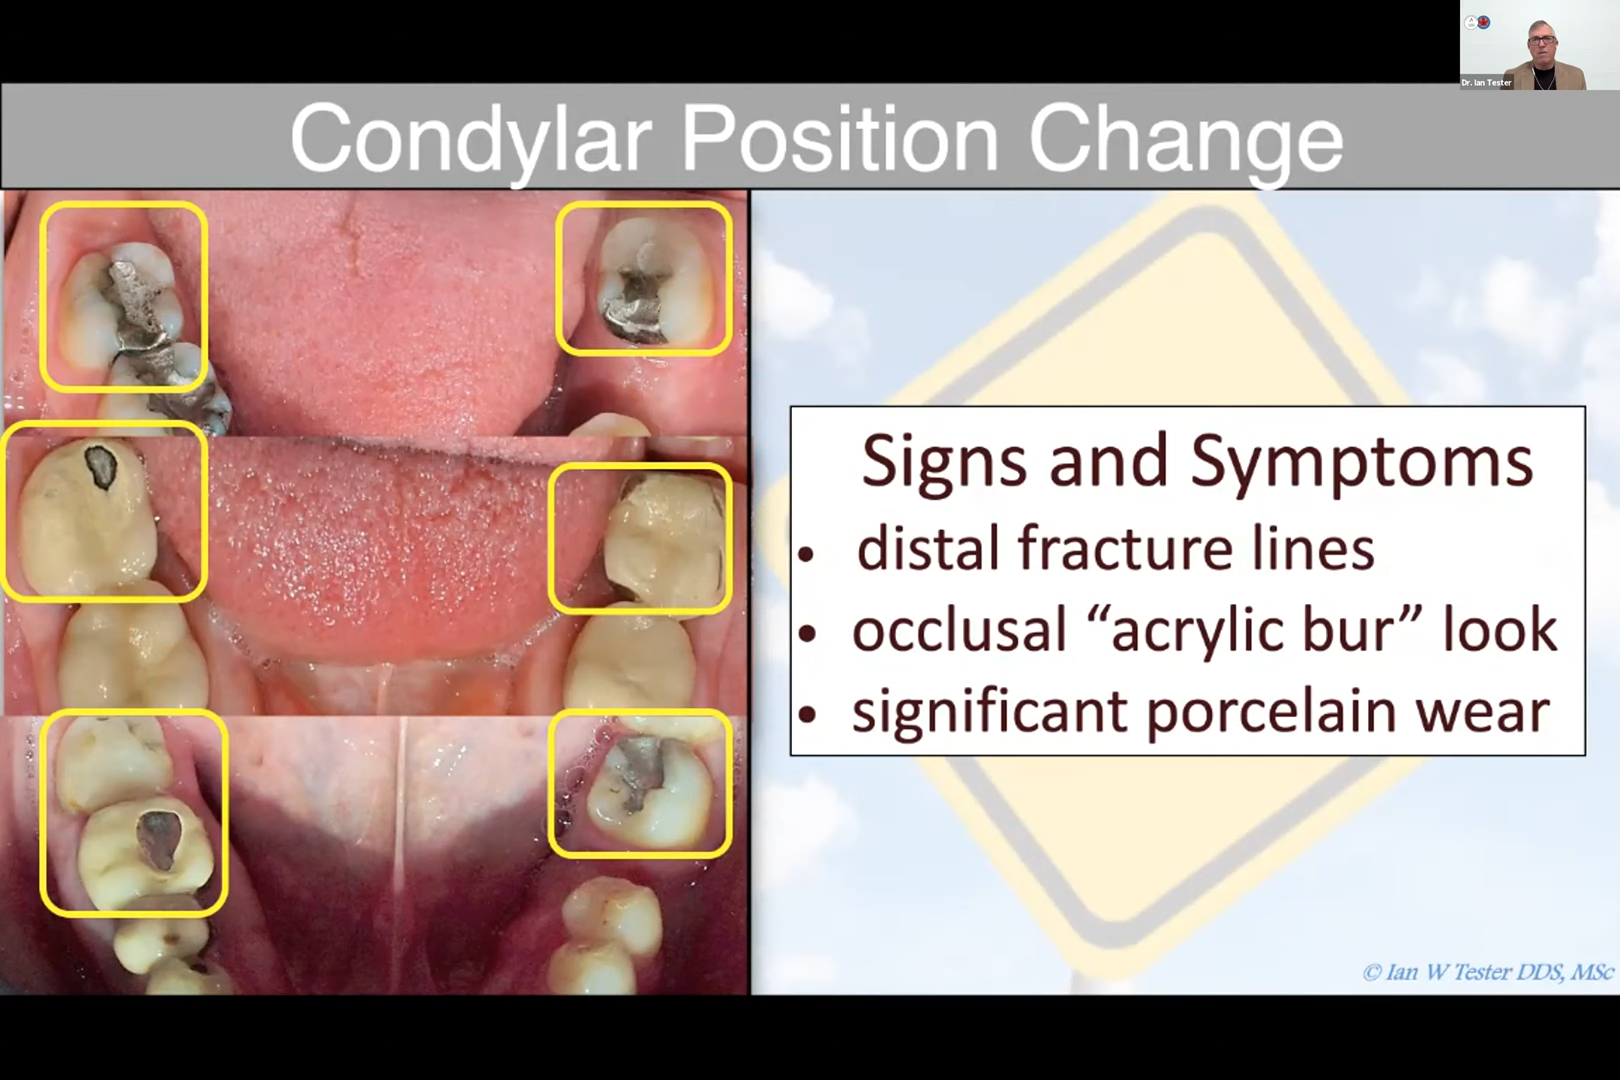 Dr. Ian Tester
Condylar Position Change
Signs and Symptoms
• distal fracture lines
• occlusal “acrylic bur” look
• significant porcelain wear
© Ian W Tester DDS, MSc